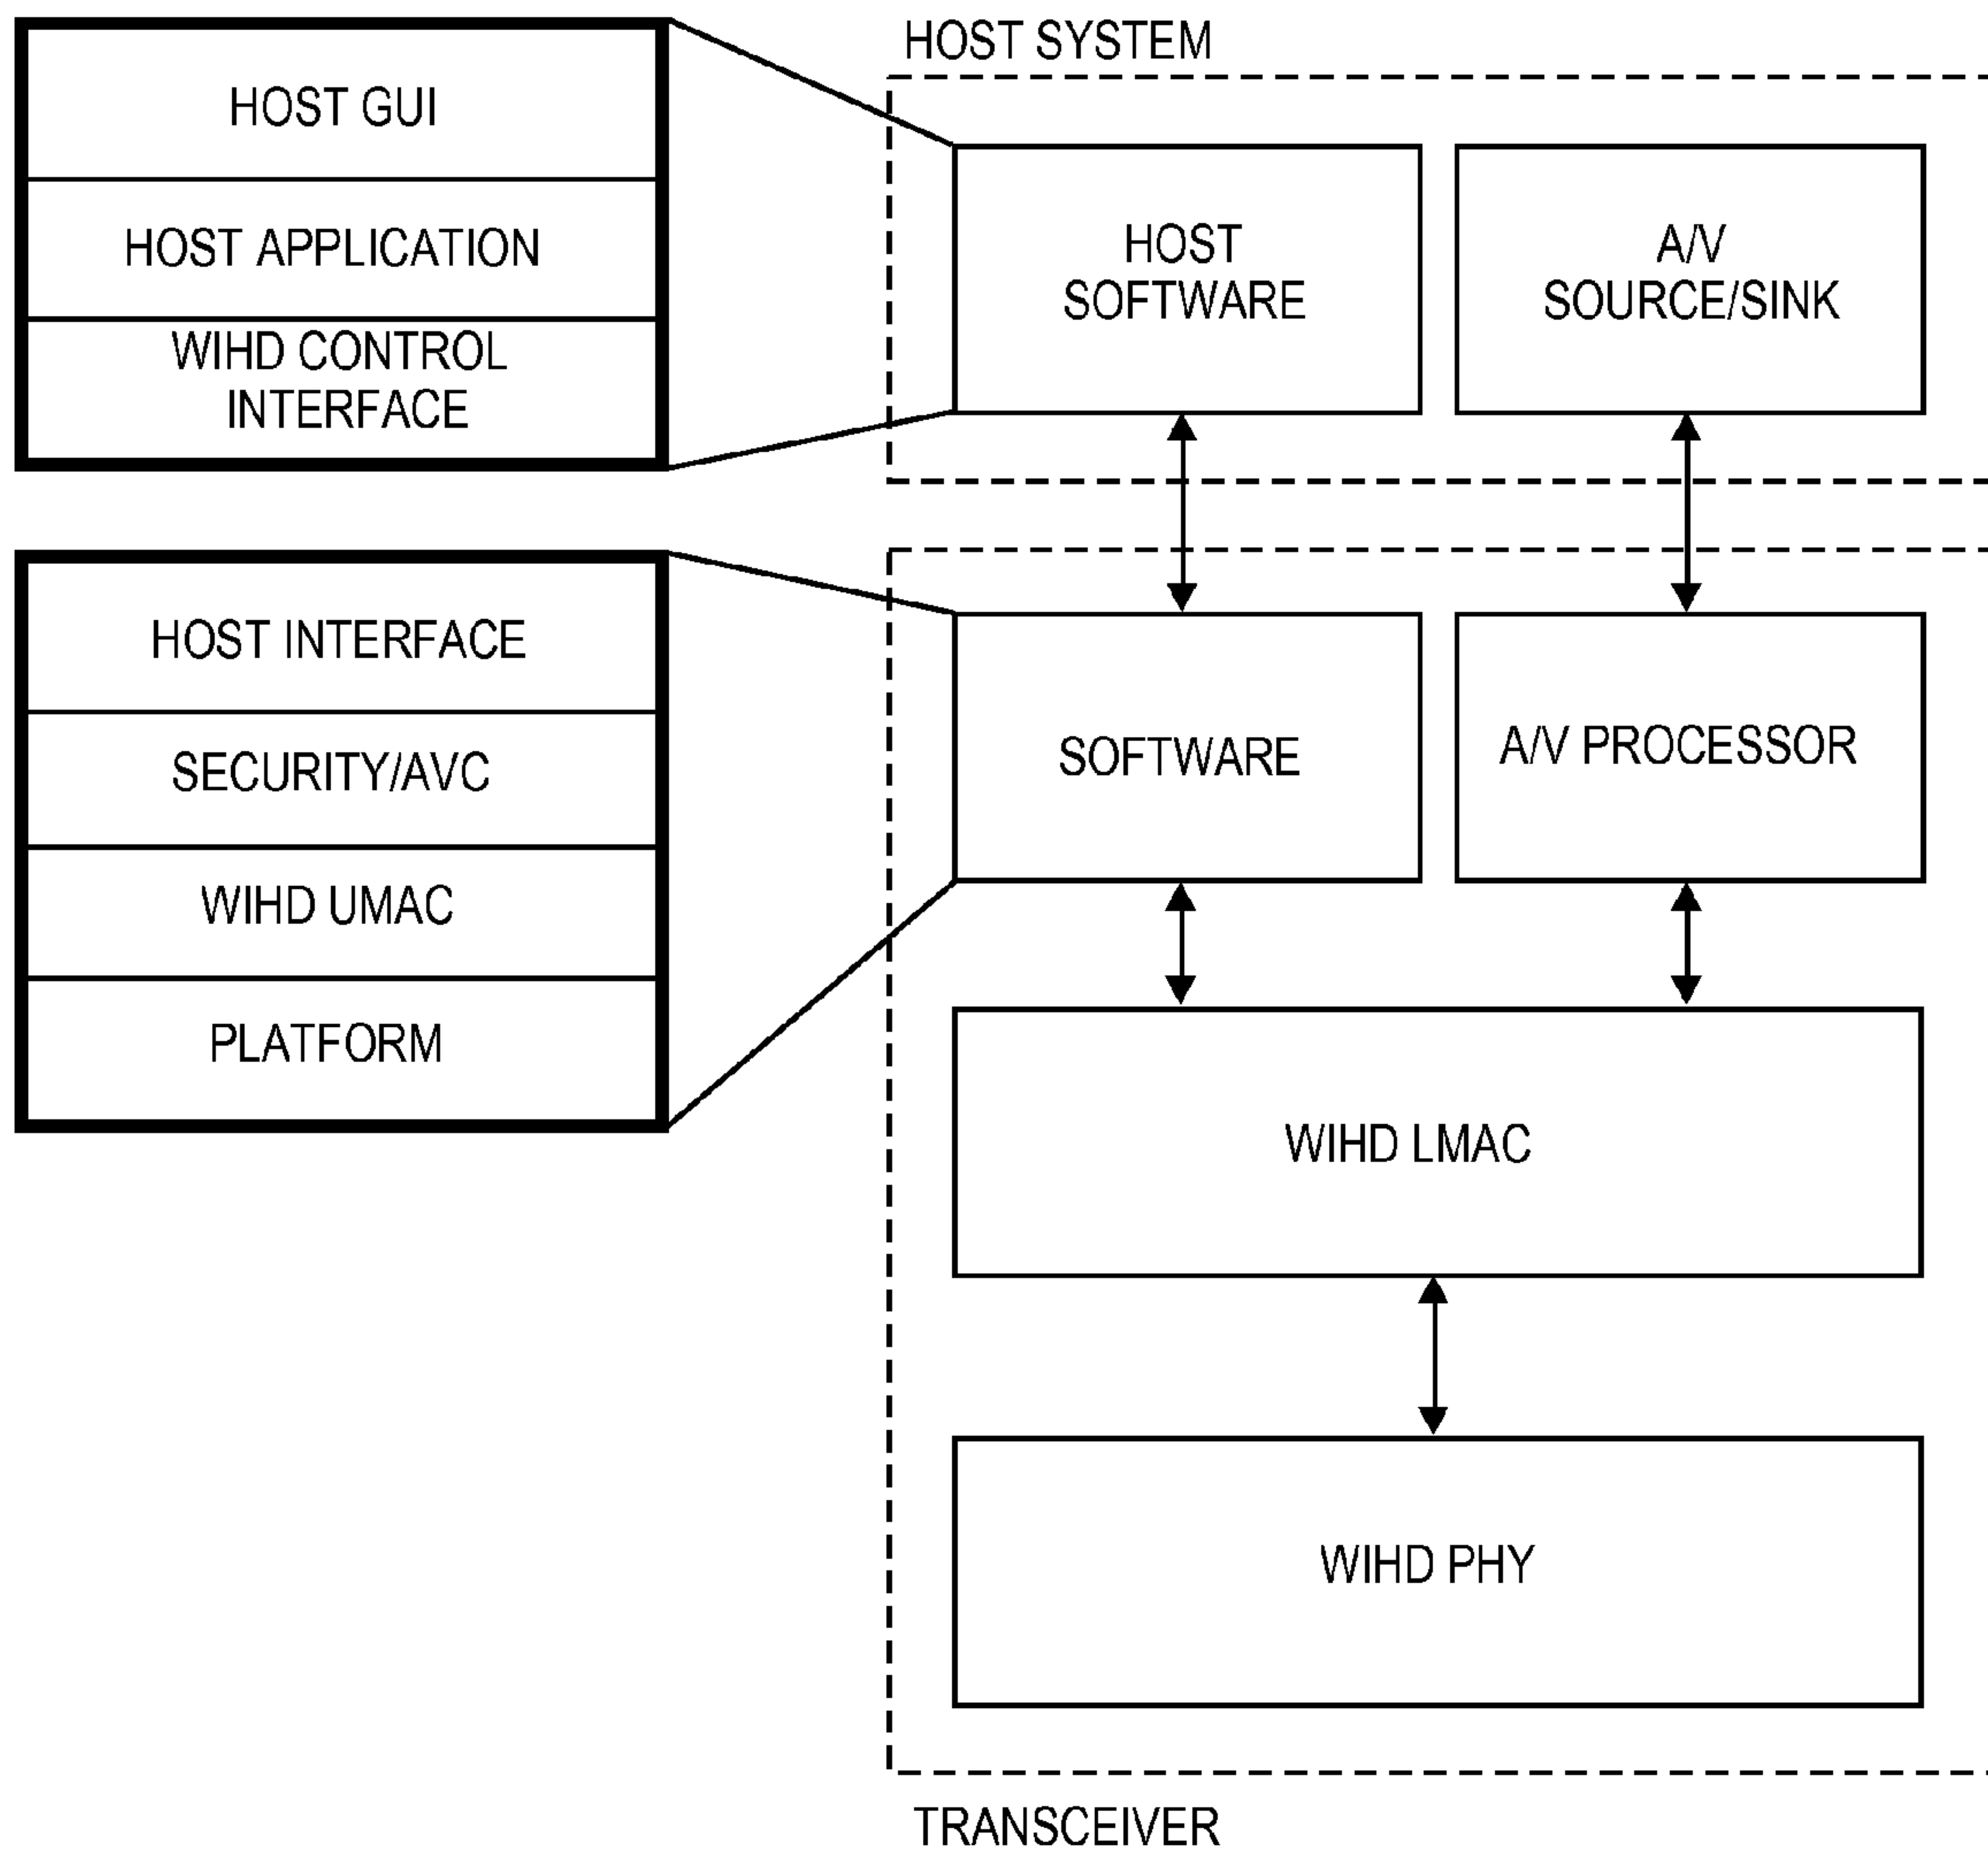 HOST SYSTEM
HOST GUI
HOST APPLICATION
WIHD CONTROL
INTERFACE
HOST
SOFTWARE
A/V
SOURCE/SINK
HOST INTERFACE
SECURITY/AVC
WIHD UMAC
PLATFORM
SOFTWARE
A/V PROCESSOR
WIHD LMAC
WIHD PHY
TRANSCEIVER